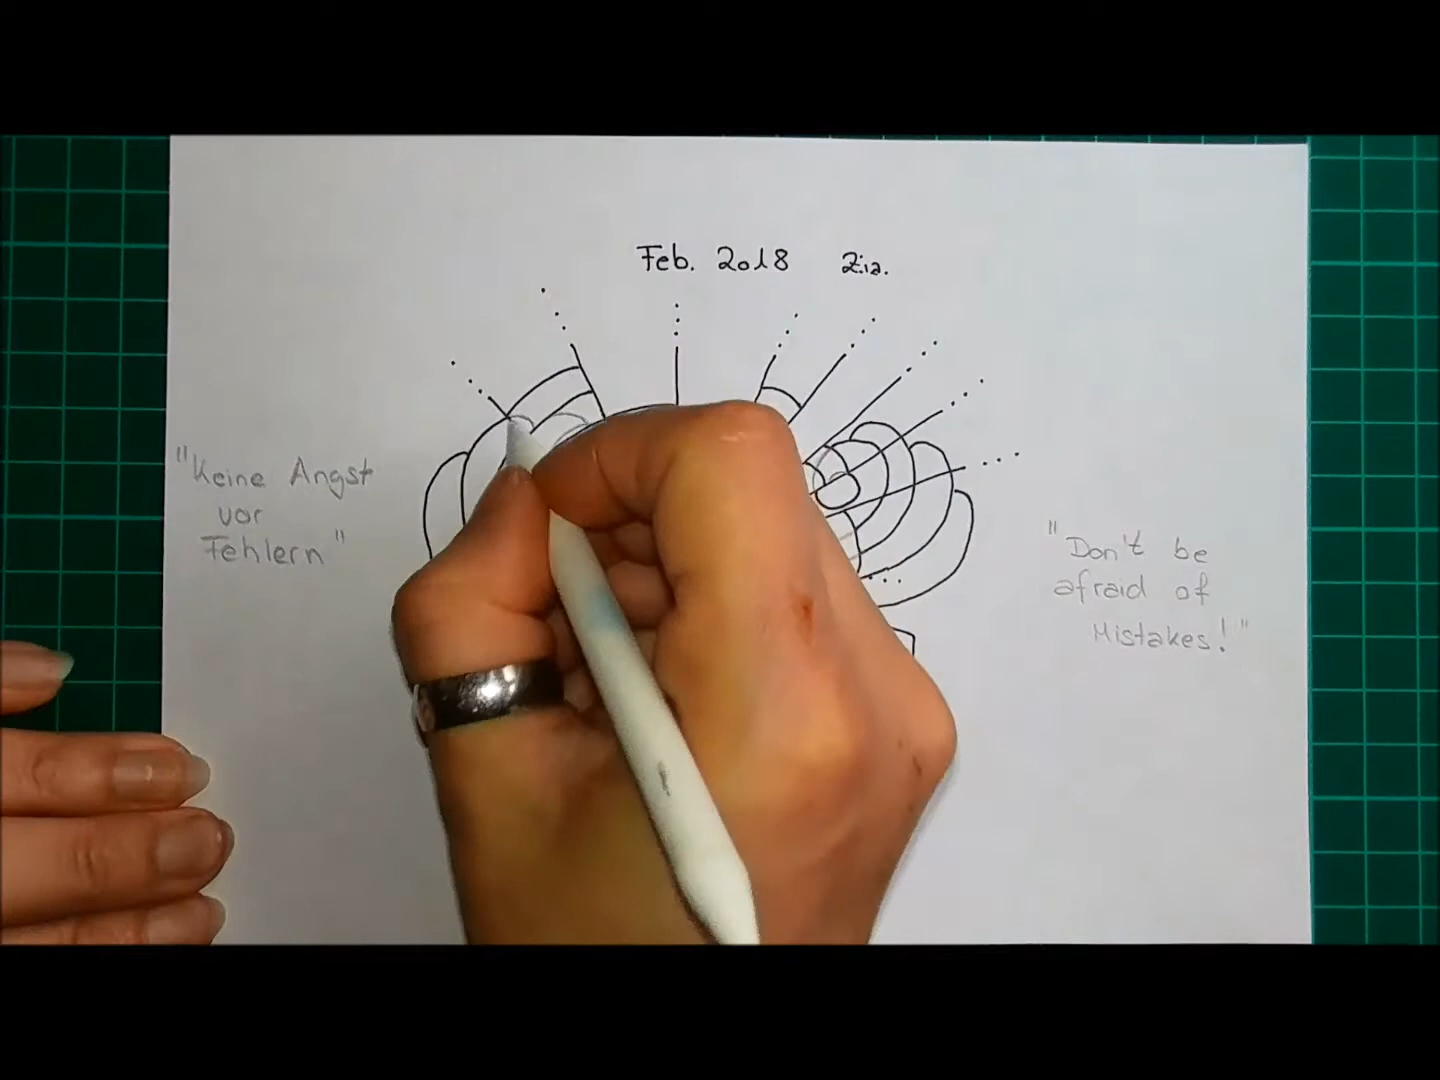 Feb. 2018 Zia.
"Keine Angst
vor
Fehlern"
"Don't be
afraid of
Mistakes!"